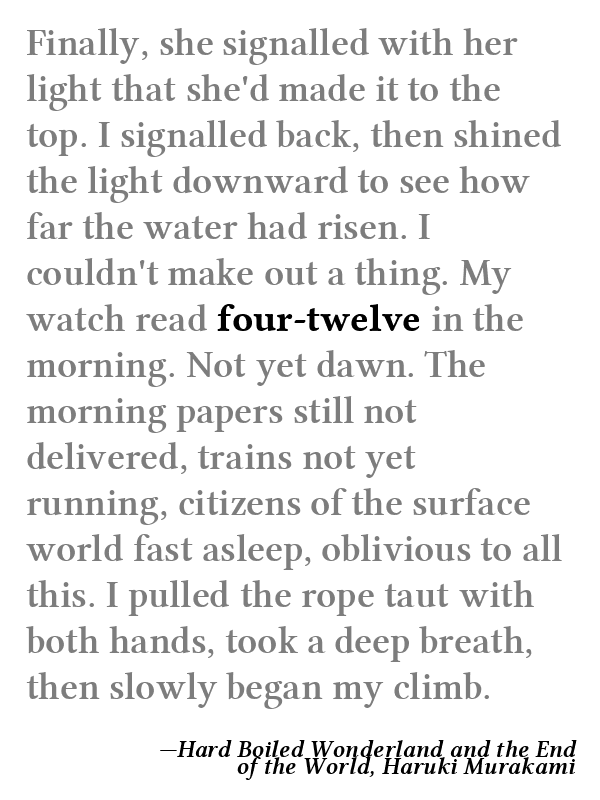 Finally, she signalled with her
light that she'd made it to the
top. I signalled back, then shined
the light downward to see how
far the water had risen. I
couldn't make out a thing. My
watch read four-twelve in the
morning. Not yet dawn. The
morning papers still not
delivered, trains not yet
running, citizens of the surface
world fast asleep, oblivious to all
this. I pulled the rope taut with
both hands, took a deep breath,
then slowly began my climb.
—Hard Boiled Wonderland and the End
of the World, Haruki Murakami